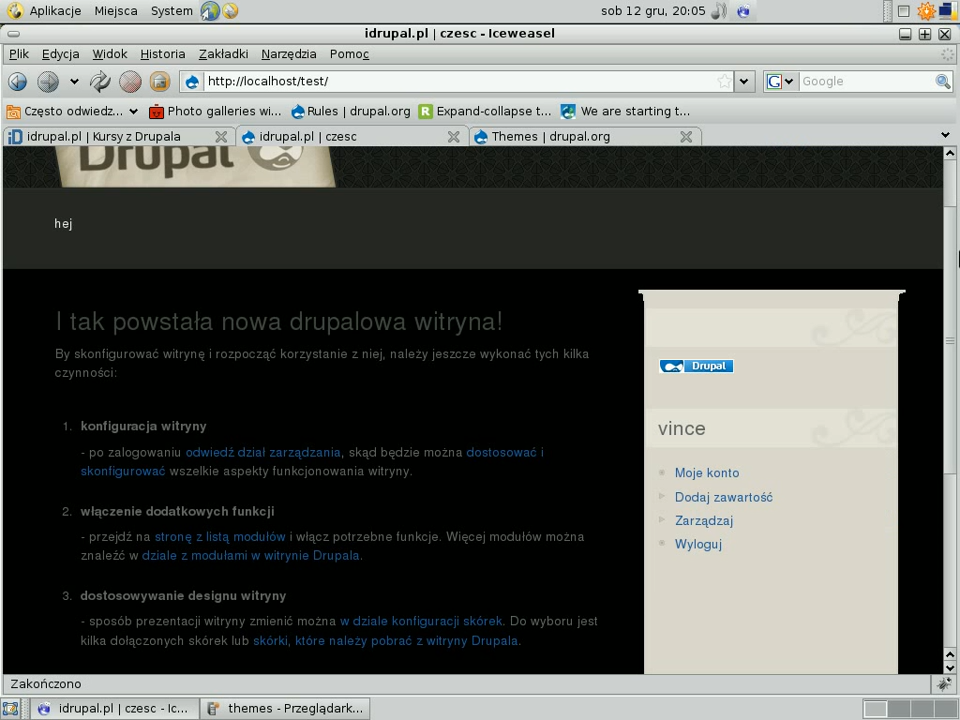 Aplikacje Miejsca System sob 12 gru, 20:05
idrupal.pl | czesc - Iceweasel
Plik Edycja Widok Historia Zakładki Narzędzia Pomoc
http://localhost/test/ Google
Często odwiedz... Photo galleries wi... Rules | drupal.org Expand-collapse t... We are starting t...
idrupal.pl | Kursy z Drupala idrupal.pl | czesc Themes | drupal.org
Drupal
hej
I tak powstała nowa drupalowa witryna!
By skonfigurować witrynę i rozpocząć korzystanie z niej, należy jeszcze wykonać tych kilka
czynności:
1. konfiguracja witryny
- po zalogowaniu odwiedź dział zarządzania, skąd będzie można dostosować i
skonfigurować wszelkie aspekty funkcjonowania witryny.
2. włączenie dodatkowych funkcji
- przejdź na stronę z listą modułów i włącz potrzebne funkcje. Więcej modułów można
znaleźć w dziale z modułami w witrynie Drupala.
3. dostosowywanie designu witryny
- sposób prezentacji witryny zmienić można w dziale konfiguracji skórek. Do wyboru jest
kilka dołączonych skórek lub skórki, które należy pobrać z witryny Drupala.
Drupal
vince
Moje konto
Dodaj zawartość
Zarządzaj
Wyloguj
Zakończono
idrupal.pl | czesc - Ic... themes - Przeglądark...